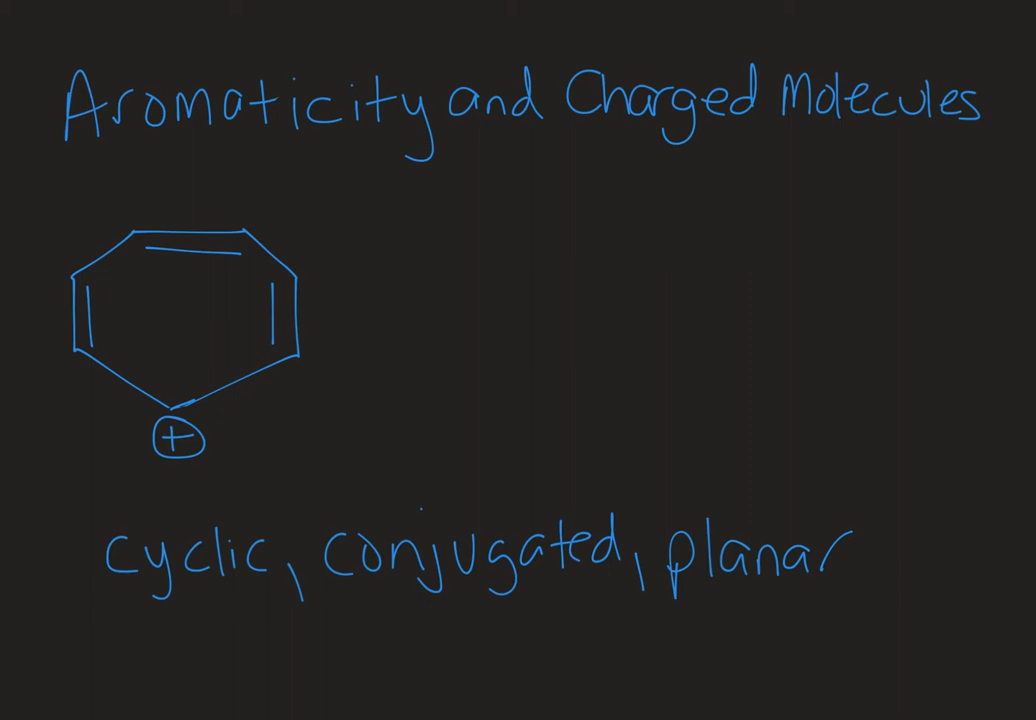 Aromaticity and Charged Molecules
+
cyclic, conjugated, planar